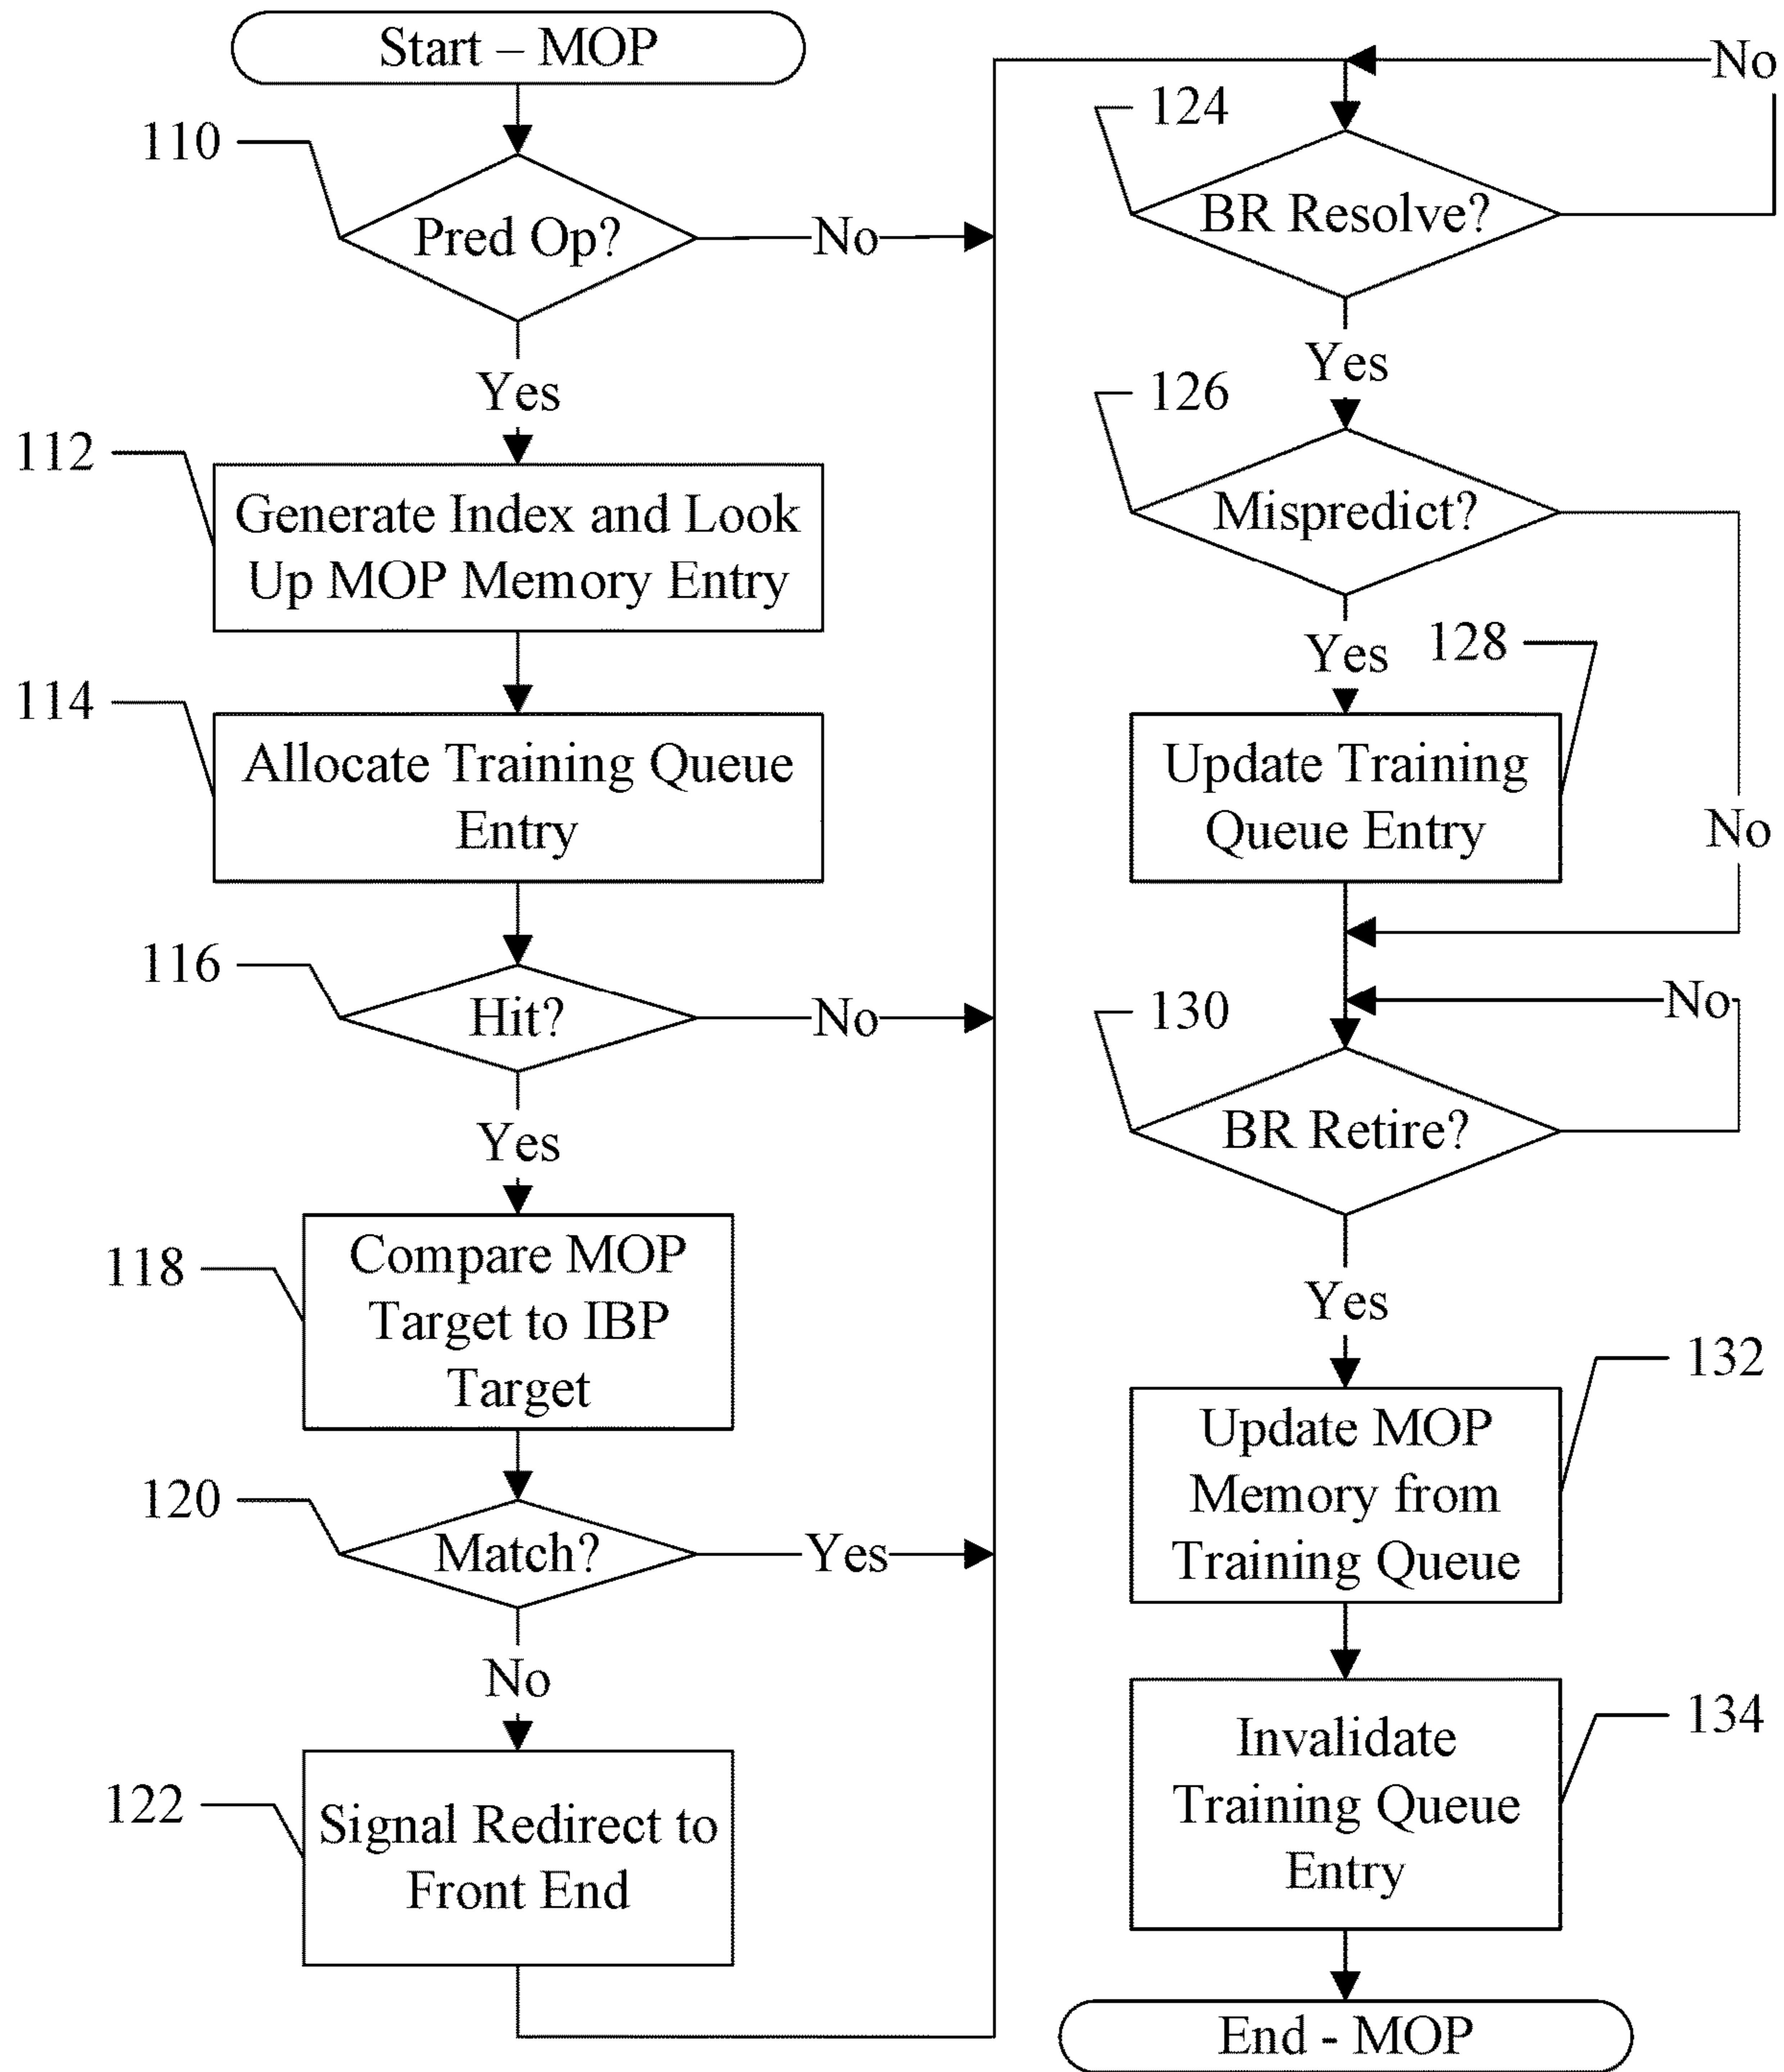 Start – MOP
110
Pred Op?
No
Yes
112
Generate Index and Look
Up MOP Memory Entry
114
Allocate Training Queue
Entry
116
Hit?
No
Yes
118
Compare MOP
Target to IBP
Target
120
Match?
Yes
No
122
Signal Redirect to
Front End
No
124
BR Resolve?
Yes
126
Mispredict?
Yes
128
Update Training
Queue Entry
No
No
130
BR Retire?
Yes
132
Update MOP
Memory from
Training Queue
134
Invalidate
Training Queue
Entry
End - MOP